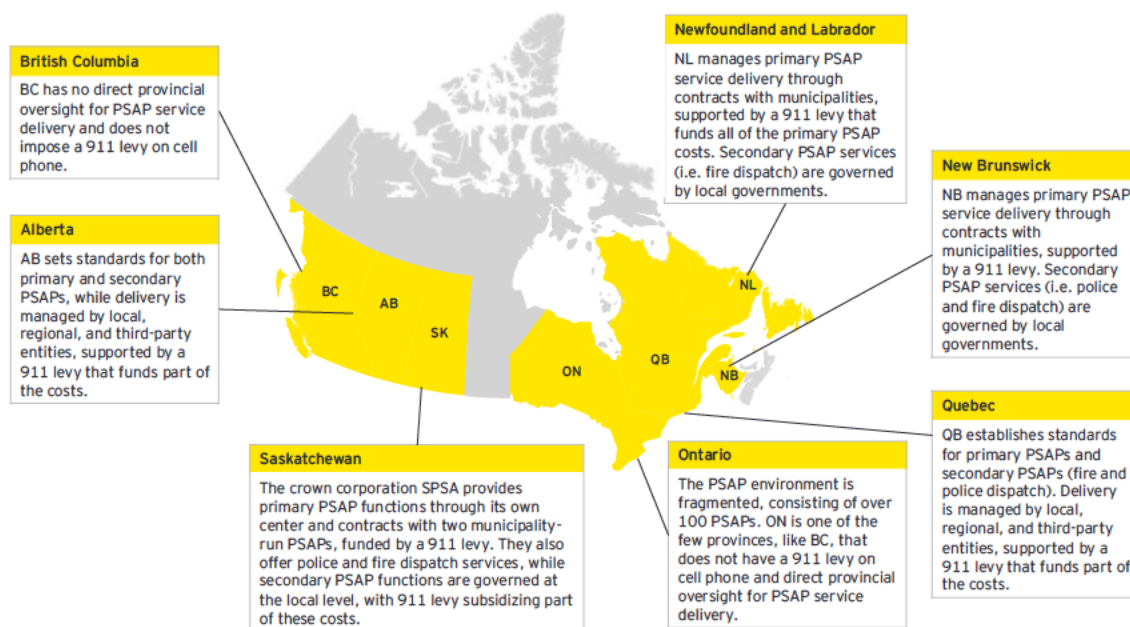 British Columbia
BC has no direct provincial
oversight for PSAP service
delivery and does not
impose a 911 levy on cell
phone.
Alberta
AB sets standards for both
primary and secondary
PSAPs, while delivery is
managed by local,
regional, and third-party
entities, supported by a
911 levy that funds part of
the costs.
Saskatchewan
The crown corporation SPSA provides
primary PSAP functions through its own
center and contracts with two municipality-
run PSAPs, funded by a 911 levy. They also
offer police and fire dispatch services, while
secondary PSAP functions are governed at
the local level, with 911 levy subsidizing part
of these costs.
BC
AB
SK
ON
QB
NL
NB
Newfoundland and Labrador
NL manages primary PSAP
service delivery through
contracts with municipalities,
supported by a 911 levy that
funds all of the primary PSAP
costs. Secondary PSAP services
(i.e. fire dispatch) are governed
by local governments.
New Brunswick
NB manages primary PSAP
service delivery through
contracts with
municipalities, supported
by a 911 levy. Secondary
PSAP services (i.e. police
and fire dispatch) are
governed by local
governments.
Ontario
The PSAP environment is
fragmented, consisting of over
100 PSAPs. ON is one of the
few provinces, like BC, that
does not have a 911 levy on
cell phone and direct provincial
oversight for PSAP service
delivery.
Quebec
QB establishes standards
for primary PSAPs and
secondary PSAPs (fire and
police dispatch). Delivery
is managed by local,
regional, and third-party
entities, supported by a
911 levy that funds part of
the costs.